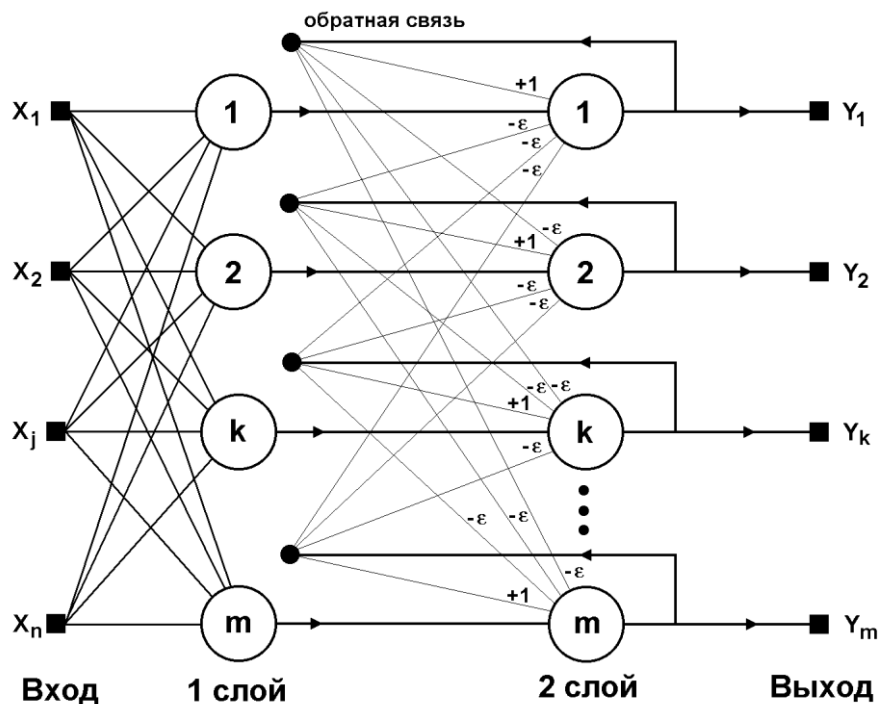 обратная связь
+1
X₁ 1 1 Y₁
-ε
-ε
-ε
-ε
+1
X₂ 2 2 Y₂
-ε
-ε
-ε -ε
+1
Xⱼ k k Yₖ
-ε
-ε -ε
-ε
+1
Xₙ m m Yₘ
Вход 1 слой 2 слой Выход